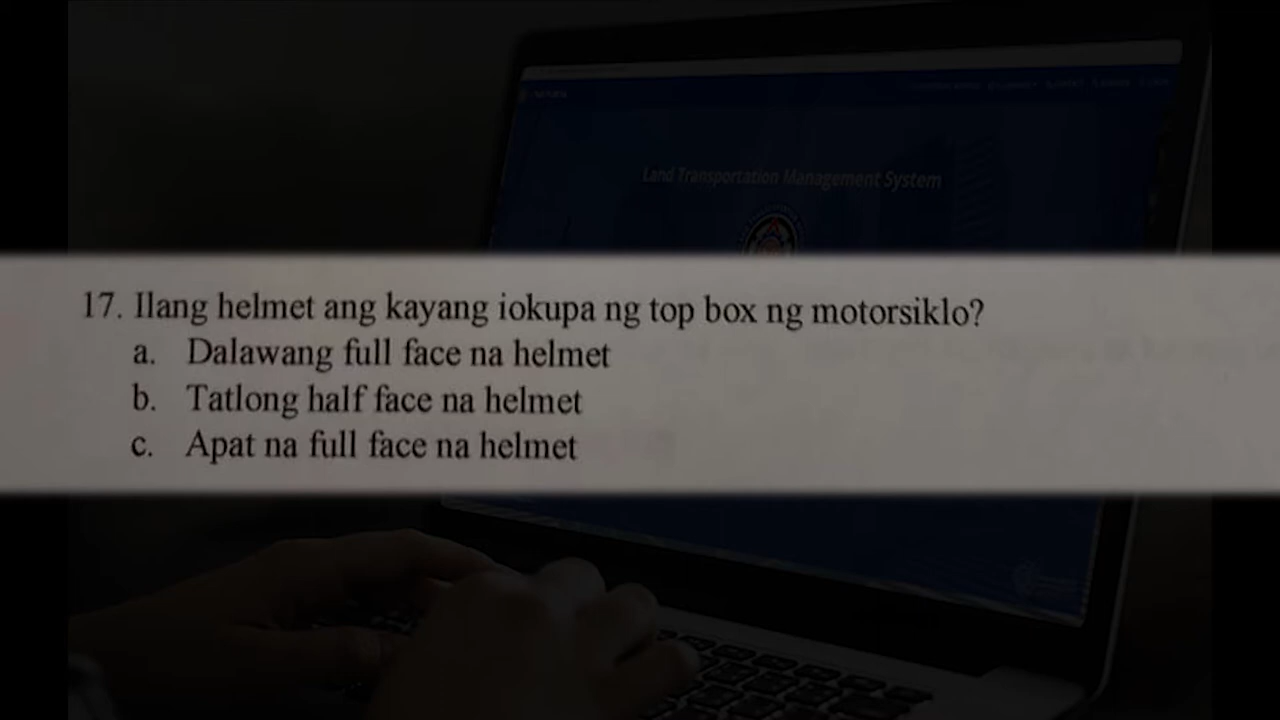 Land Transportation Management System
17. Ilang helmet ang kayang iokupa ng top box ng motorsiklo?
a. Dalawang full face na helmet
b. Tatlong half face na helmet
c. Apat na full face na helmet